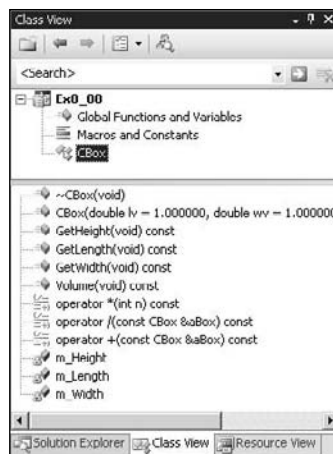 Class View
<Search>
Ex0_00
Global Functions and Variables
Macros and Constants
CBox
~CBox(void)
CBox(double lv = 1.000000, double wv = 1.000000
GetHeight(void) const
GetLength(void) const
GetWidth(void) const
Volume(void) const
operator *(int n) const
operator /(const CBox &aBox) const
operator +(const CBox &aBox) const
m_Height
m_Length
m_Width
Solution Explorer Class View Resource View